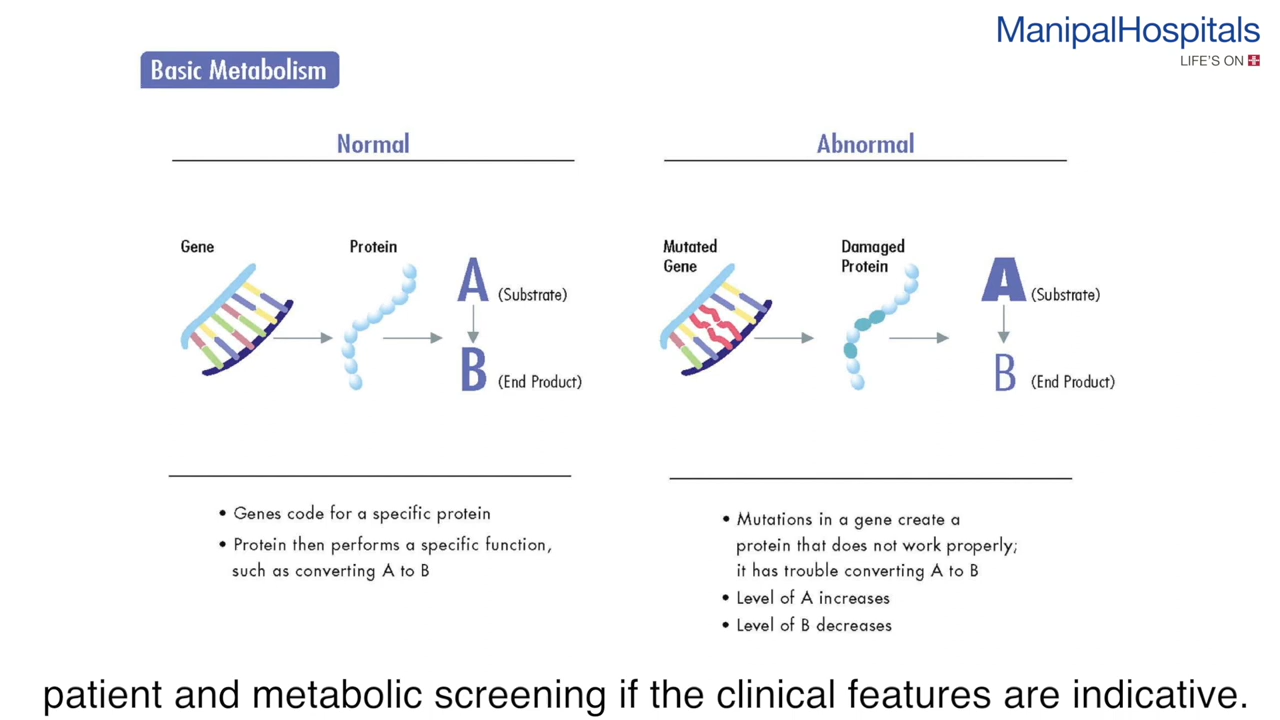 ManipalHospitals
LIFE'S ON
Basic Metabolism
Normal
Gene
Protein
A
(Substrate)
B
(End Product)
• Genes code for a specific protein
• Protein then performs a specific function,
such as converting A to B
Abnormal
Mutated
Gene
Damaged
Protein
A
(Substrate)
B
(End Product)
• Mutations in a gene create a
protein that does not work properly;
it has trouble converting A to B
• Level of A increases
• Level of B decreases
patient and metabolic screening if the clinical features are indicative.